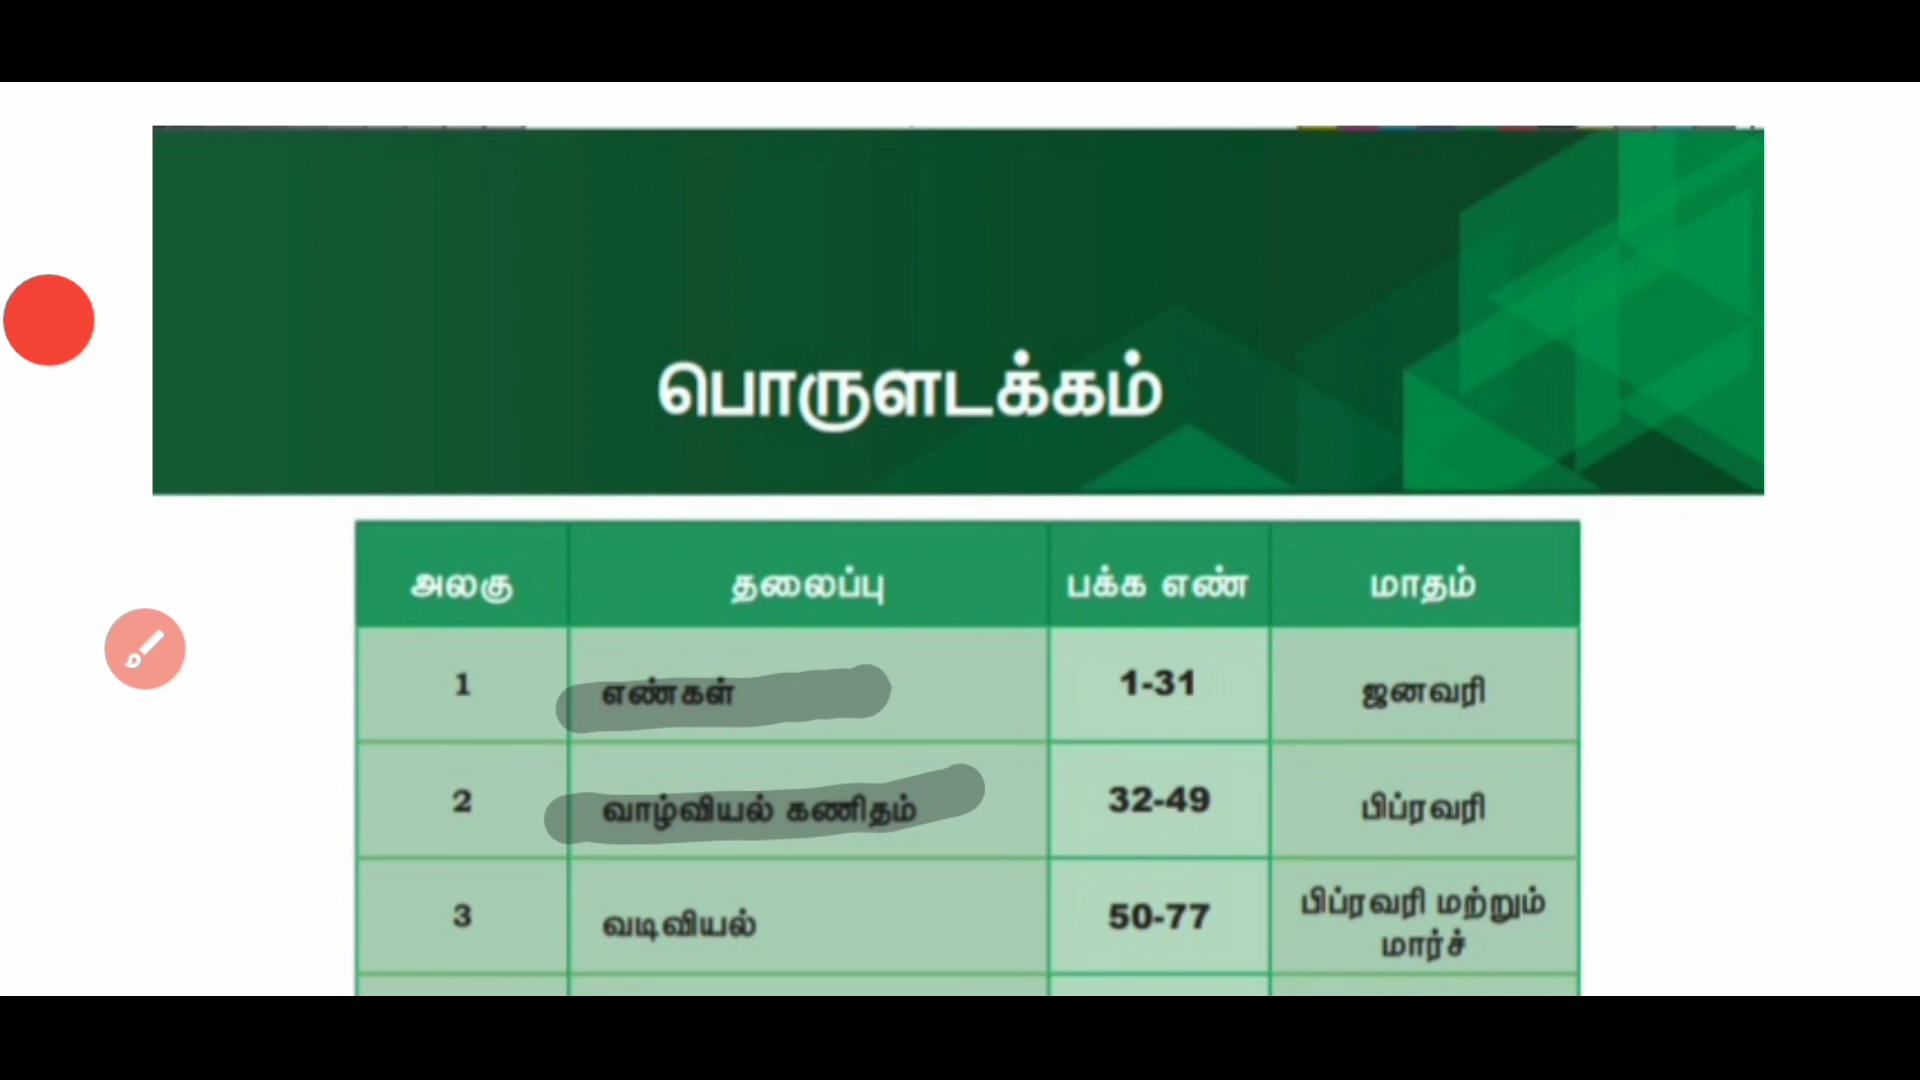 பொருளடக்கம்
அலகு தலைப்பு பக்க எண் மாதம்
1 எண்கள் 1-31 ஜனவரி
2 வாழ்வியல் கணிதம் 32-49 பிப்ரவரி
3 வடிவியல் 50-77 பிப்ரவரி மற்றும்
மார்ச்